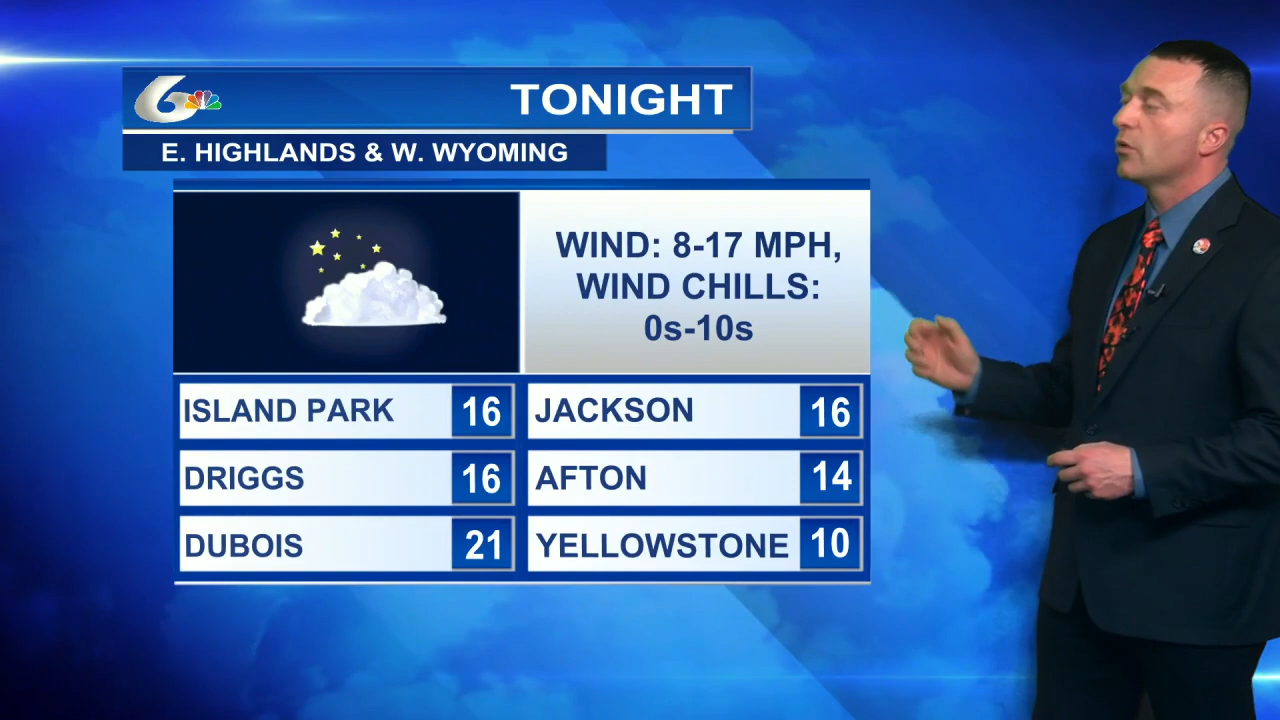 6
TONIGHT
E. HIGHLANDS & W. WYOMING
WIND: 8-17 MPH,
WIND CHILLS:
0s-10s
ISLAND PARK 16
JACKSON 16
DRIGGS 16
AFTON 14
DUBOIS 21
YELLOWSTONE 10